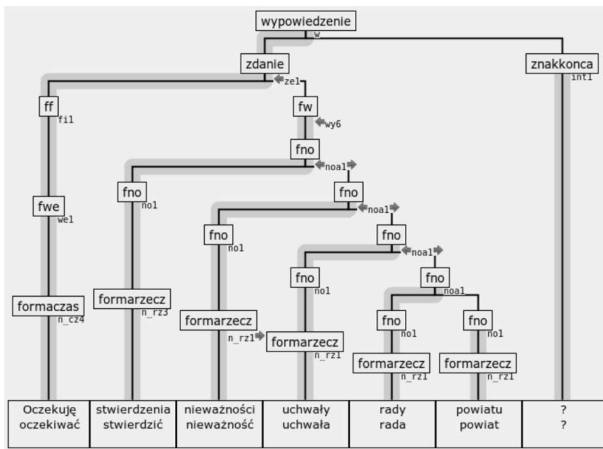 wypowiedzenie
w
zdanie
znakkonca
int1
ze1
ff
fi1
fw
wy6
fno
noa1
fno
no1
fno
fwe
we1
noa1
fno
no1
fno
noa1
fno
no1
fno
noa1
formaczas
n_cz4
formarzecz
n_rz3
formarzecz
n_rz1
fno
no1
fno
no1
formarzecz
n_rz1
formarzecz
n_rz1
formarzecz
n_rz1
Oczekuję stwierdzenia nieważności uchwały rady powiatu ?
oczekiwać stwierdzić nieważność uchwała rada powiat ?